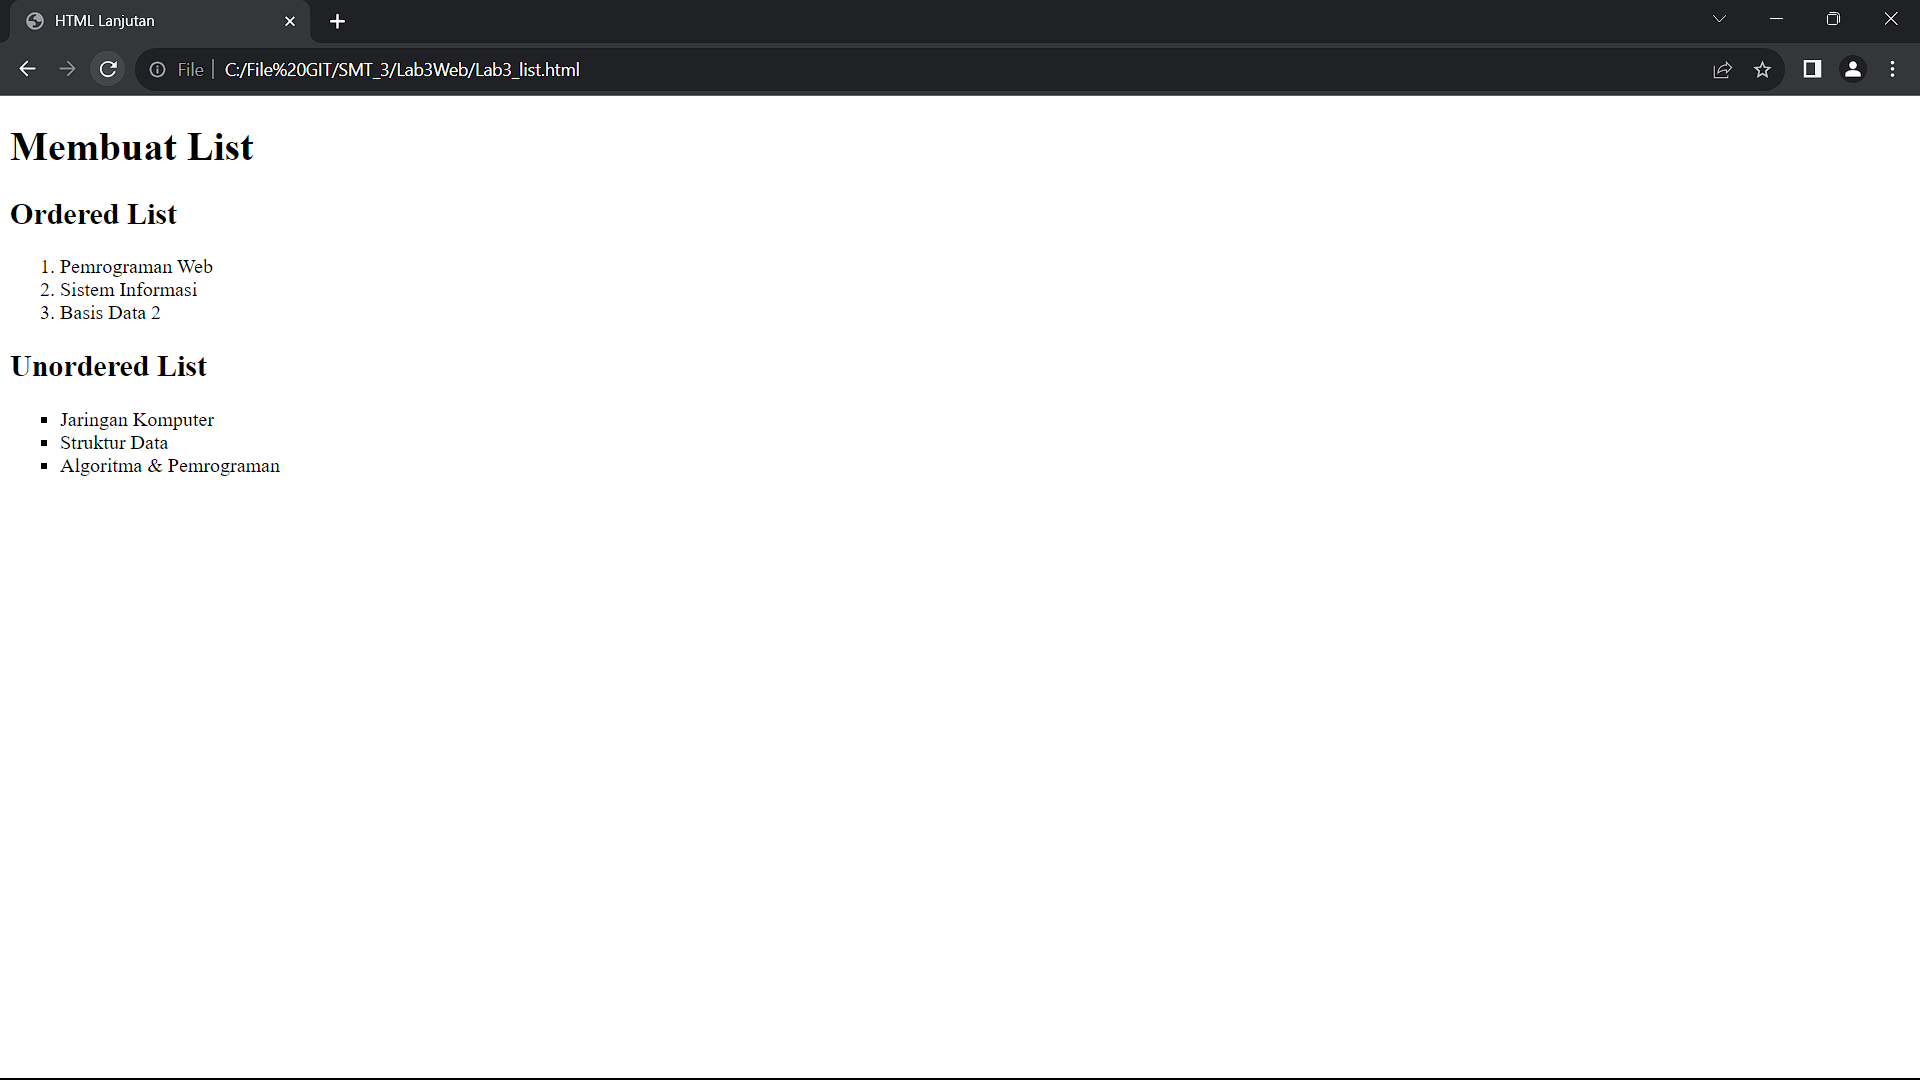 HTML Lanjutan
File C:/File%20GIT/SMT_3/Lab3Web/Lab3_list.html
Membuat List
Ordered List
1. Pemrograman Web
2. Sistem Informasi
3. Basis Data 2
Unordered List
▪ Jaringan Komputer
▪ Struktur Data
▪ Algoritma & Pemrograman